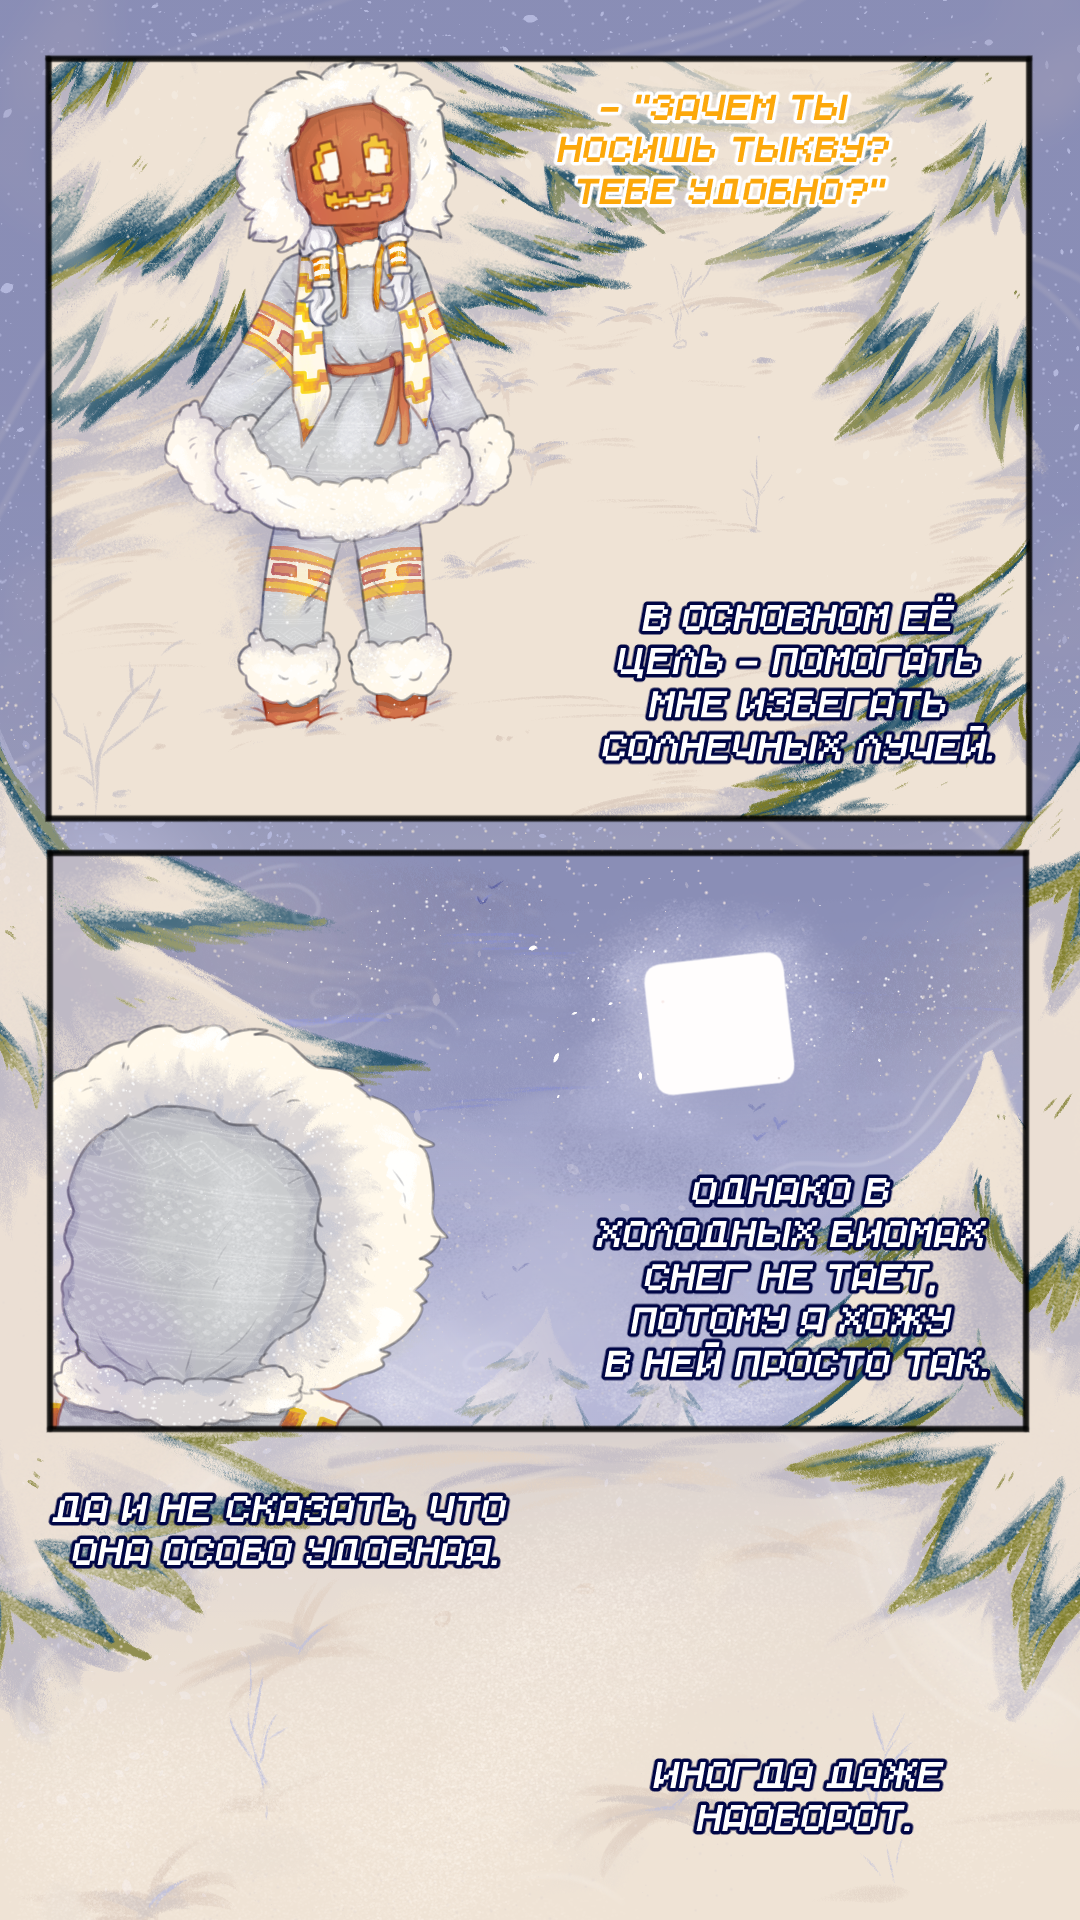 - "ЗАЧЕМ ТЫ
НОСИШЬ ТЫКВУ?
ТЕБЕ УДОБНО?"
В ОСНОВНОМ ЕЁ
ЦЕЛЬ - ПОМОГАТЬ
МНЕ ИЗБЕГАТЬ
СОЛНЕЧНЫХ ЛУЧЕЙ.
ОДНАКО В
ХОЛОДНЫХ БИОМАХ
СНЕГ НЕ ТАЕТ,
ПОТОМУ Я ХОЖУ
В НЕЙ ПРОСТО ТАК.
ДА И НЕ СКАЗАТЬ, ЧТО
ОНА ОСОБО УДОБНАЯ.
ИНОГДА ДАЖЕ
НАОБОРОТ.